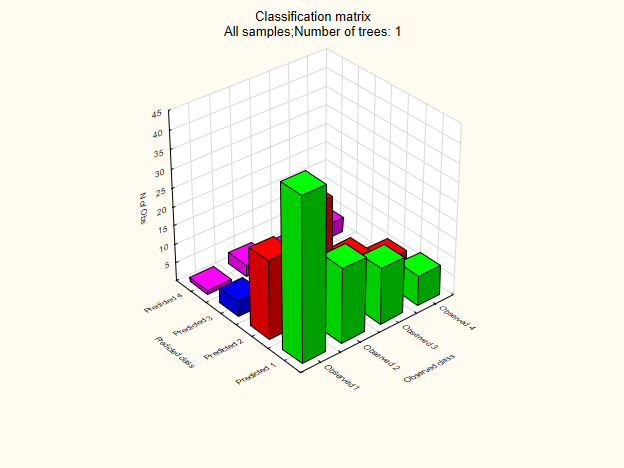 Classification matrix
All samples;Number of trees: 1
45
40
35
30
25
20
15
10
5
N of Obs
Predicted 4
Predicted 3
Predicted 2
Predicted 1
Predicted class
Observed 1
Observed 2
Observed 3
Observed 4
Observed class